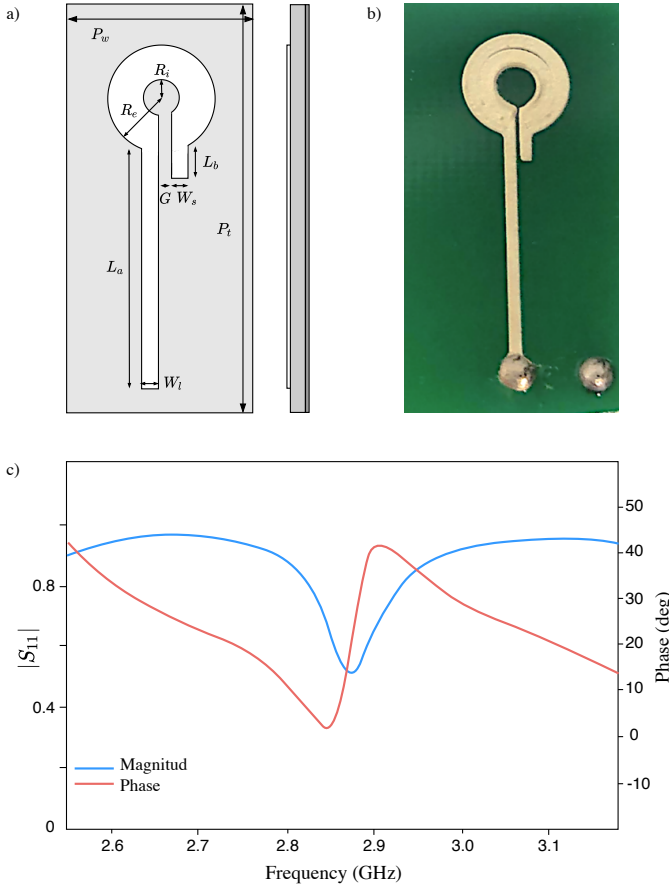 a)
b)
P_w
R_i
R_e
L_b
G
W_s
P_t
L_a
W_l
c)
50
40
30
20
10
0
-10
0.8
0.4
0
|S_11|
Phase (deg)
Magnitud
Phase
2.6
2.7
2.8
2.9
3.0
3.1
Frequency (GHz)